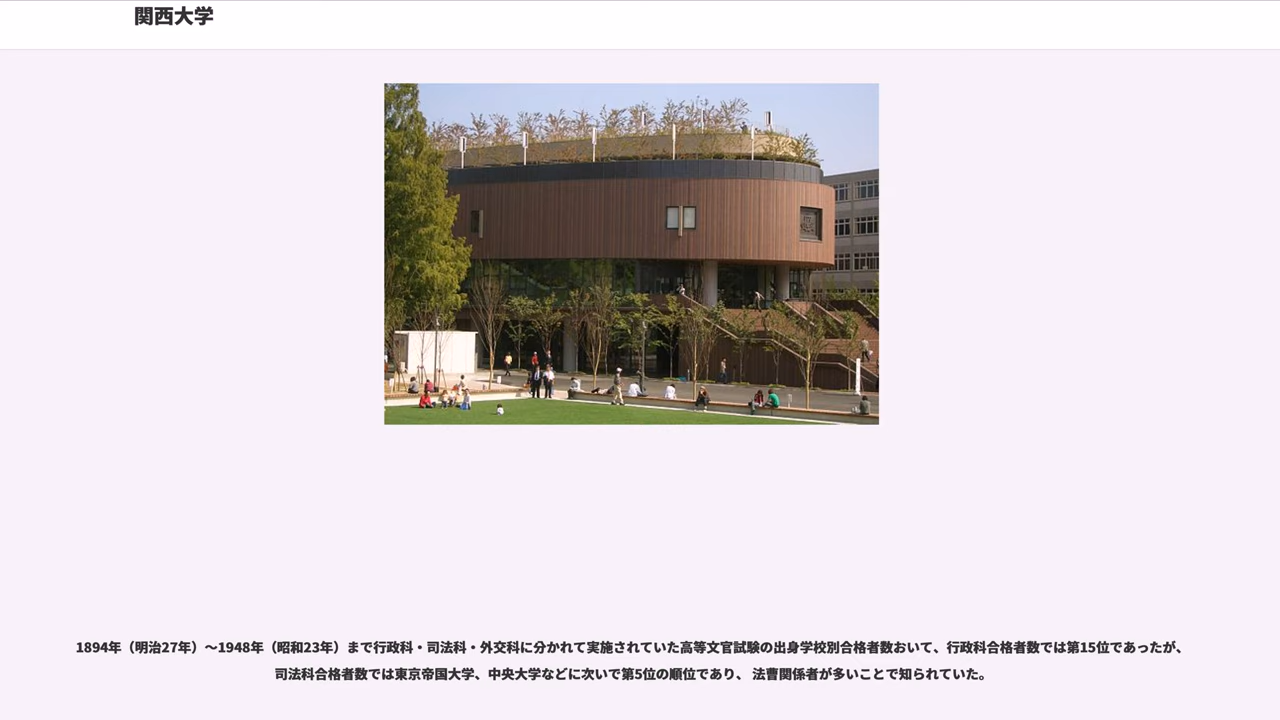 関西大学
1894年（明治27年）〜1948年（昭和23年）まで行政科・司法科・外交科に分かれて実施されていた高等文官試験の出身学校別合格者数おいて、行政科合格者数では第15位であったが、
司法科合格者数では東京帝国大学、中央大学などに次いで第5位の順位であり、 法曹関係者が多いことで知られていた。